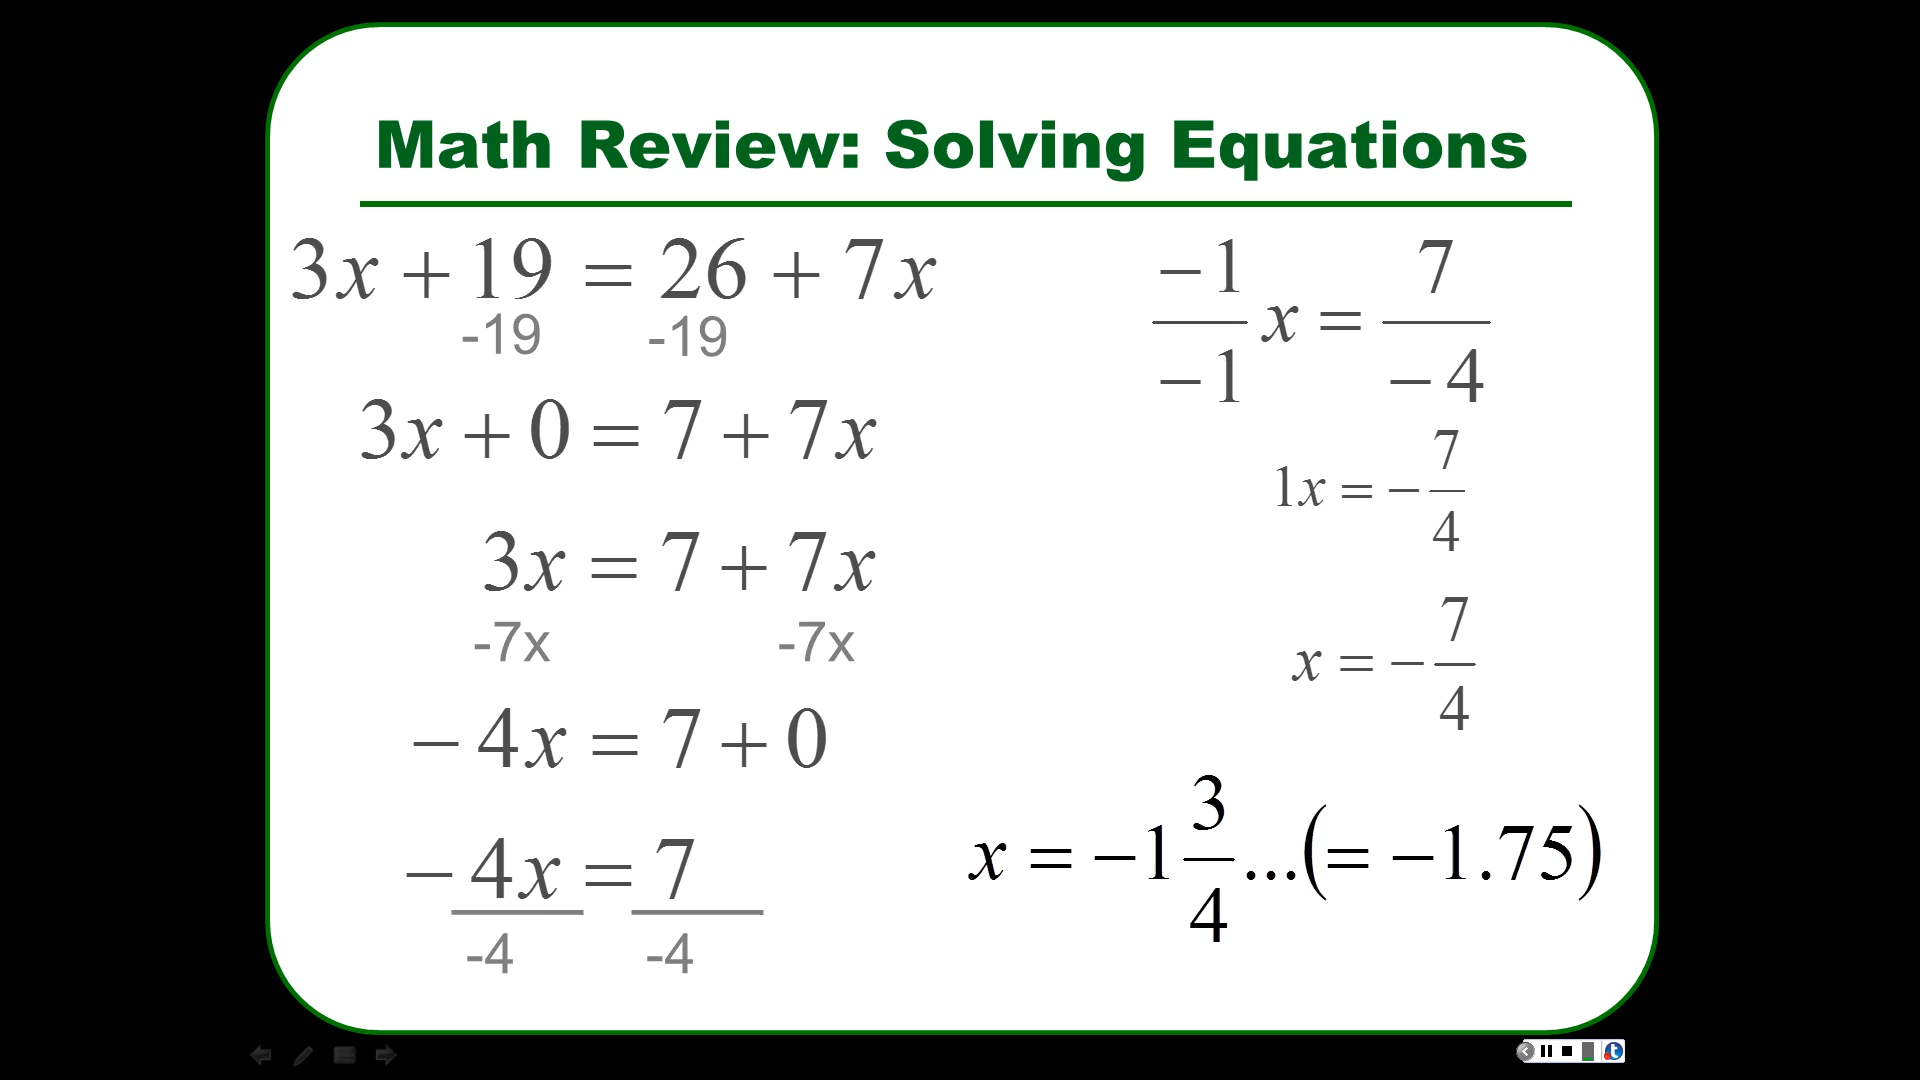 Math Review: Solving Equations
3x + 19 = 26 + 7x
-19 -19
3x + 0 = 7 + 7x
3x = 7 + 7x
-7x -7x
− 4x = 7 + 0
− 4x = 7
-4 -4
−1/−1 x = 7/− 4
1x = − 7/4
x = − 7/4
x = −1 3/4 ...(= −1.75)
t